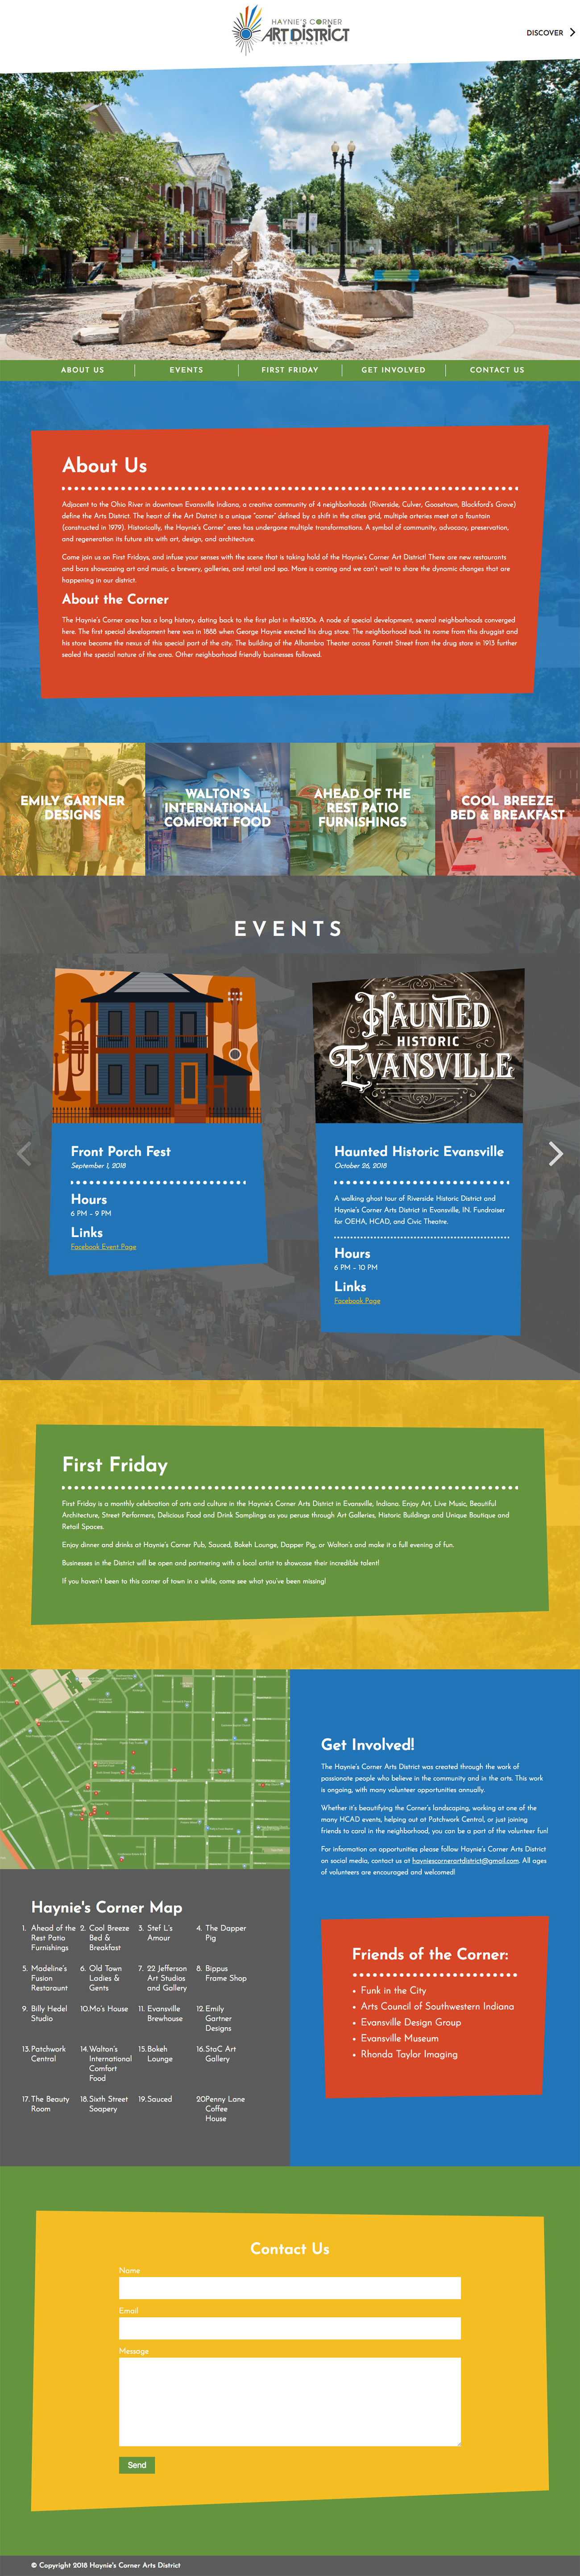 HAYNIE'S CORNER
ART DISTRICT
EVANSVILLE
DISCOVER
ABOUT US
EVENTS
FIRST FRIDAY
GET INVOLVED
CONTACT US
About Us
Adjacent to the Ohio River in downtown Evansville Indiana, a creative community of 4 neighborhoods (Riverside, Culver, Goosetown, Blackford's Grove)
define the Arts District. The heart of the Art District is a unique "corner" defined by a shift in the cities grid, multiple arteries meet at a fountain
(constructed in 1979). Historically, the Haynie's Corner" area has undergone multiple transformations. A symbol of community, advocacy, preservation,
and regeneration its future sits with art, design, and architecture.
Come join us on First Fridays, and infuse your senses with the scene that is taking hold of the Haynie's Corner Art District! There are new restaurants
and bars showcasing art and music, a brewery, galleries, and retail and spa. More is coming and we can't wait to share the dynamic changes that are
happening in our district.
About the Corner
The Haynie's Corner area has a long history, dating back to the first plat in the1830s. A node of special development, several neighborhoods converged
here. The first special development here was in 1888 when George Haynie erected his drug store. The neighborhood took its name from this druggist and
his store became the nexus of this special part of the city. The building of the Alhambra Theater across Parrett Street from the drug store in 1913 further
sealed the special nature of the area. Other neighborhood friendly businesses followed.
EMILY GARTNER
DESIGNS
WALTON'S
INTERNATIONAL
COMFORT FOOD
AHEAD OF THE
REST PATIO
FURNISHINGS
COOL BREEZE
BED & BREAKFAST
EVENTS
HAUNTED
HISTORIC
EVANSVILLE
Front Porch Fest
September 1, 2018
Hours
6 PM – 9 PM
Links
Facebook Event Page
Haunted Historic Evansville
October 26, 2018
A walking ghost tour of Riverside Historic District and
Haynie's Corner Arts District in Evansville, IN. Fundraiser
for OEHA, HCAD, and Civic Theatre.
Hours
6 PM – 10 PM
Links
Facebook Page
First Friday
First Friday is a monthly celebration of arts and culture in the Haynie's Corner Arts District in Evansville, Indiana. Enjoy Art, Live Music, Beautiful
Architecture, Street Performers, Delicious Food and Drink Samplings as you peruse through Art Galleries, Historic Buildings and Unique Boutique and
Retail Spaces.
Enjoy dinner and drinks at Haynie's Corner Pub, Sauced, Bokeh Lounge, Dapper Pig, or Walton's and make it a full evening of fun.
Businesses in the District will be open and partnering with a local artist to showcase their incredible talent!
If you haven't been to this corner of town in a while, come see what you've been missing!
Get Involved!
The Haynie's Corner Arts District was created through the work of
passionate people who believe in the community and in the arts. This work
is ongoing, with many volunteer opportunities annually.
Whether it's beautifying the Corner's landscaping, working at one of the
many HCAD events, helping out at Patchwork Central, or just joining
friends to carol in the neighborhood, you can be a part of the volunteer fun!
For information on opportunities please follow Haynie's Corner Arts District
on social media, contact us at hayniescornerartdistrict@gmail.com. All ages
of volunteers are encouraged and welcomed!
Haynie's Corner Map
1. Ahead of the
Rest Patio
Furnishings
2. Cool Breeze
Bed &
Breakfast
3. Stef L's
Amour
4. The Dapper
Pig
5. Madeline's
Fusion
Restaraunt
6. Old Town
Ladies &
Gents
7. 22 Jefferson
Art Studios
and Gallery
8. Bippus
Frame Shop
9. Billy Hedel
Studio
10. Mo's House
11. Evansville
Brewhouse
12. Emily
Gartner
Designs
13. Patchwork
Central
14. Walton's
International
Comfort
Food
15. Bokeh
Lounge
16. StaC Art
Gallery
17. The Beauty
Room
18. Sixth Street
Soapery
19. Sauced
20Penny Lane
Coffee
House
Friends of the Corner:
• Funk in the City
• Arts Council of Southwestern Indiana
• Evansville Design Group
• Evansville Museum
• Rhonda Taylor Imaging
Contact Us
Name
Email
Message
Send
© Copyright 2018 Haynie's Corner Arts District